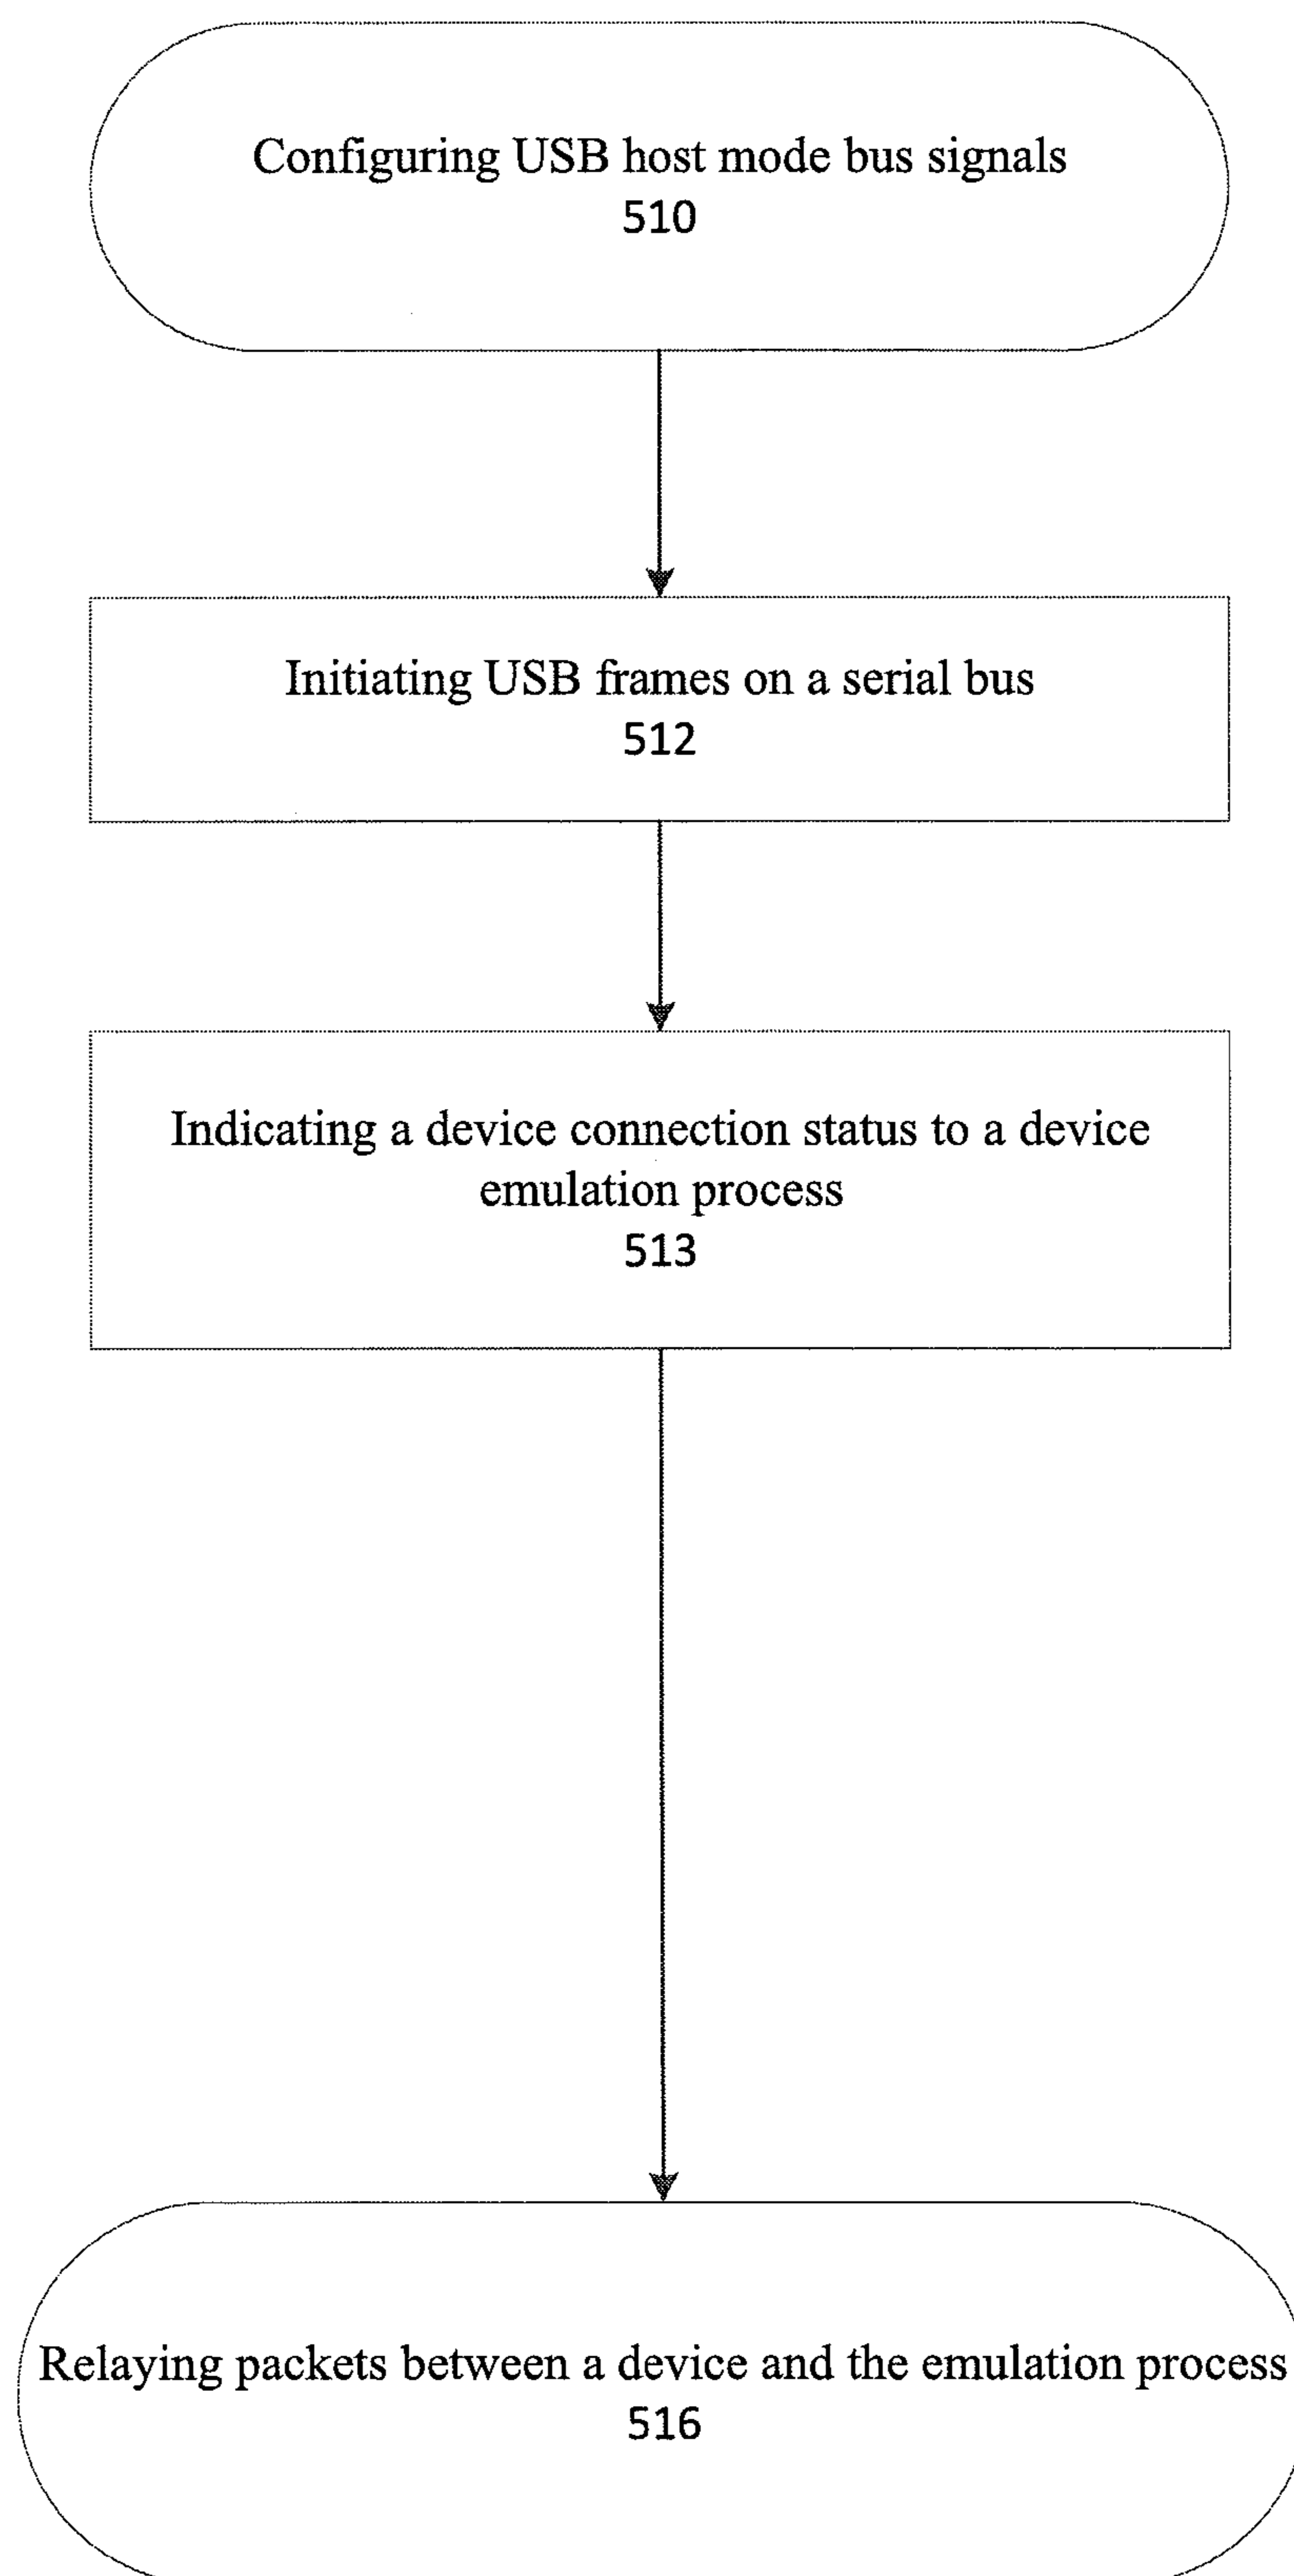 Configuring USB host mode bus signals
510
Initiating USB frames on a serial bus
512
Indicating a device connection status to a device
emulation process
513
Relaying packets between a device and the emulation process
516